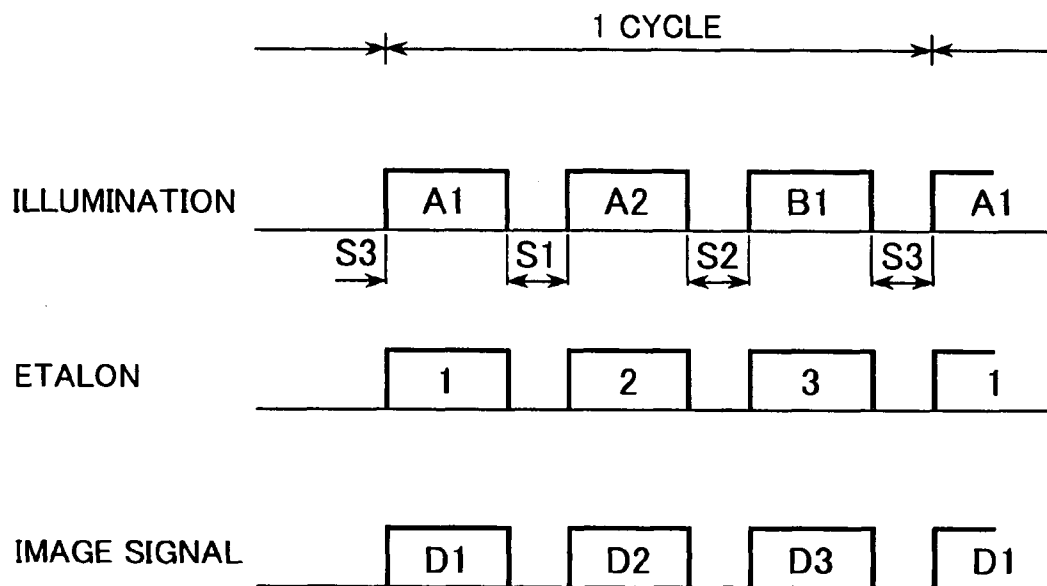 1 CYCLE
ILLUMINATION A1 A2 B1 A1
S3 S1 S2 S3
ETALON 1 2 3 1
IMAGE SIGNAL D1 D2 D3 D1